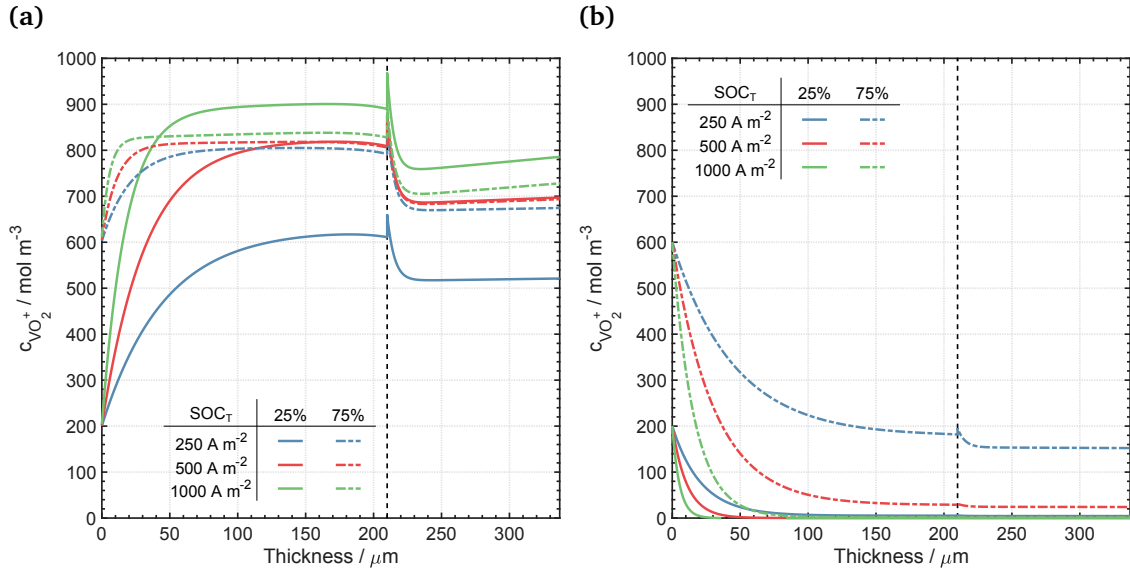 (a)
1000
900
800
700
600
500
400
300
200
100
0
c_{VO_2^+} / mol m^{-3}
SOC_T 25% 75%
250 A m^{-2}
500 A m^{-2}
1000 A m^{-2}
0 50 100 150 200 250 300
Thickness / μm
(b)
1000
900
800
700
600
500
400
300
200
100
0
c_{VO_2^+} / mol m^{-3}
SOC_T 25% 75%
250 A m^{-2}
500 A m^{-2}
1000 A m^{-2}
0 50 100 150 200 250 300
Thickness / μm